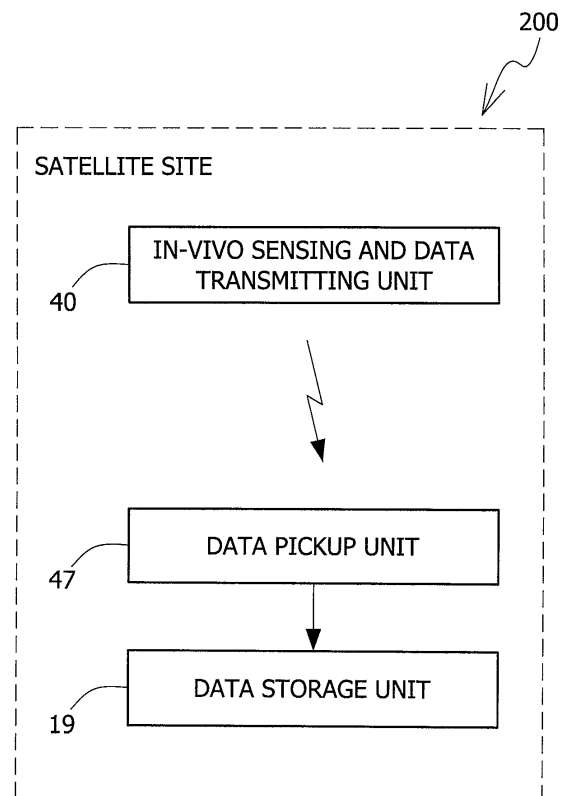 200
SATELLITE SITE
IN-VIVO SENSING AND DATA
TRANSMITTING UNIT
40
DATA PICKUP UNIT
47
DATA STORAGE UNIT
19